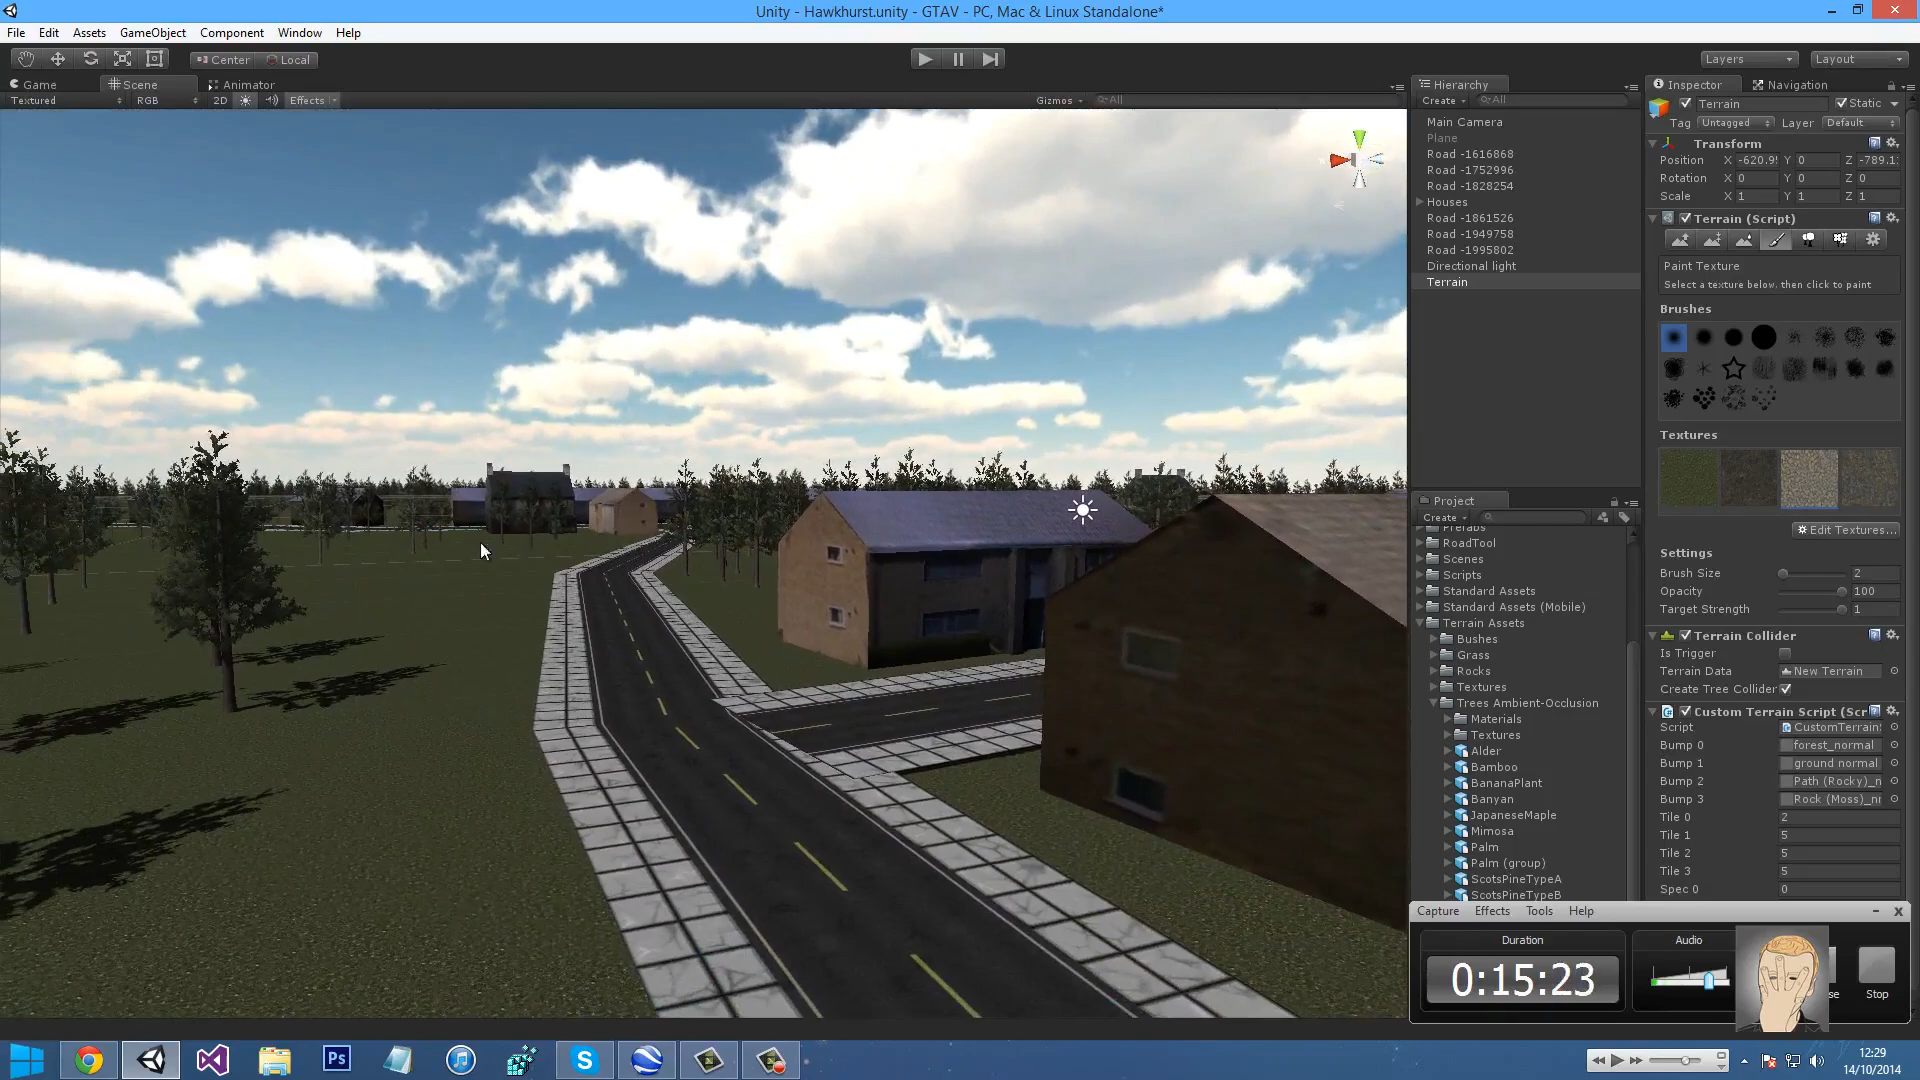 Unity - Hawkhurst.unity - GTAV - PC, Mac & Linux Standalone*
File Edit Assets GameObject Component Window Help
Center Local
Layers Layout
Game Scene Animator
Textured RGB 2D Effects Gizmos All
Hierarchy
Create All
Main Camera
Plane
Road -1616868
Road -1752996
Road -1828254
Houses
Road -1861526
Road -1949758
Road -1995802
Directional light
Terrain
Project
Create
Prefabs
RoadTool
Scenes
Scripts
Standard Assets
Standard Assets (Mobile)
Terrain Assets
Bushes
Grass
Rocks
Textures
Trees Ambient-Occlusion
Materials
Textures
Alder
Bamboo
BananaPlant
Banyan
JapaneseMaple
Mimosa
Palm
Palm (group)
ScotsPineTypeA
ScotsPineTypeB
Inspector Navigation
Terrain Static
Tag Untagged Layer Default
Transform
Position X -620.9 Y 0 Z -789.1
Rotation X 0 Y 0 Z 0
Scale X 1 Y 1 Z 1
Terrain (Script)
Paint Texture
Select a texture below, then click to paint
Brushes
Textures
Edit Textures...
Settings
Brush Size 2
Opacity 100
Target Strength 1
Terrain Collider
Is Trigger
Terrain Data New Terrain
Create Tree Collider
Custom Terrain Script (Scr
Script CustomTerrain
Bump 0 forest_normal
Bump 1 ground normal
Bump 2 Path (Rocky)_n
Bump 3 Rock (Moss)_n
Tile 0 2
Tile 1 5
Tile 2 5
Tile 3 5
Spec 0 0
Capture Effects Tools Help
Duration
0:15:23
Audio
se Stop
Ps
12:29
14/10/2014